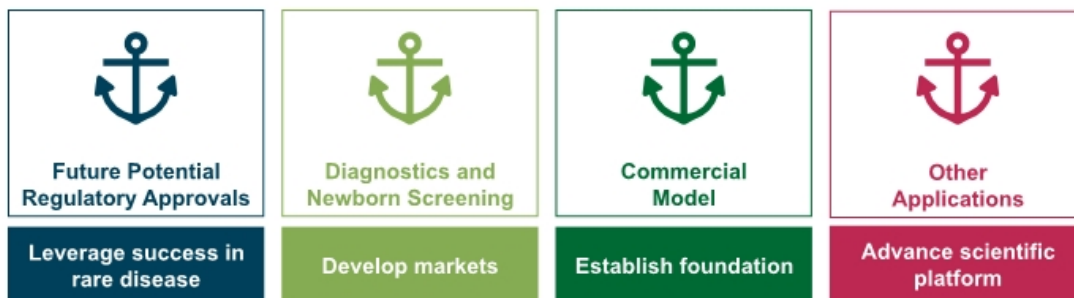 Future Potential
Regulatory Approvals
Leverage success in
rare disease
Diagnostics and
Newborn Screening
Develop markets
Commercial
Model
Establish foundation
Other
Applications
Advance scientific
platform